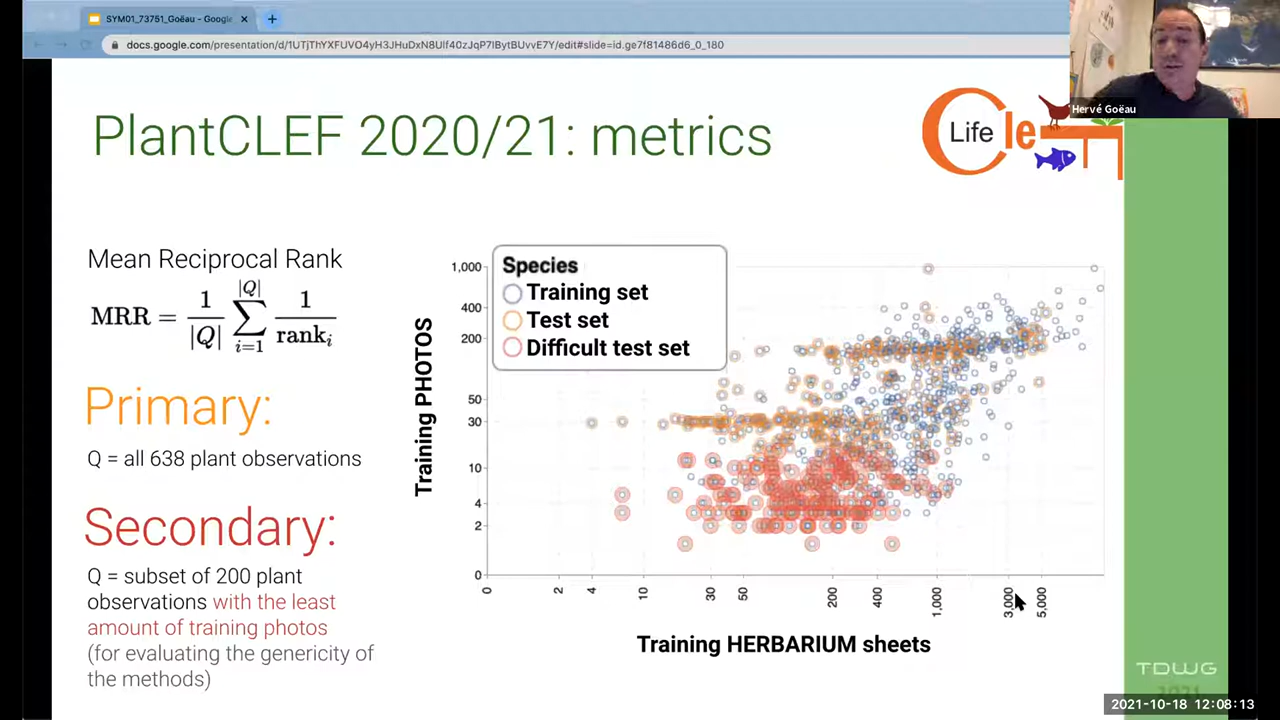 SYM01_73751_Goëau - Google
docs.google.com/presentation/d/1UTjThYXFUVO4yH3JHuDxN8Ulf40zJqP7lBytBUvvE7Y/edit#slide=id.ge7f81486d6_0_180
Hervé Goëau
PlantCLEF 2020/21: metrics
Life
cle
Mean Reciprocal Rank
MRR = 1/|Q| |Q| ∑ i=1 1/rank_i
Primary:
Q = all 638 plant observations
Secondary:
Q = subset of 200 plant
observations with the least
amount of training photos
(for evaluating the genericity of
the methods)
Species
Training set
Test set
Difficult test set
Training PHOTOS
1,000
400
200
50
30
10
4
2
0
0 2 4 10 30 50 200 400 1,000 3,000 5,000
Training HERBARIUM sheets
TDWG
2021
2021-10-18 12:08:13